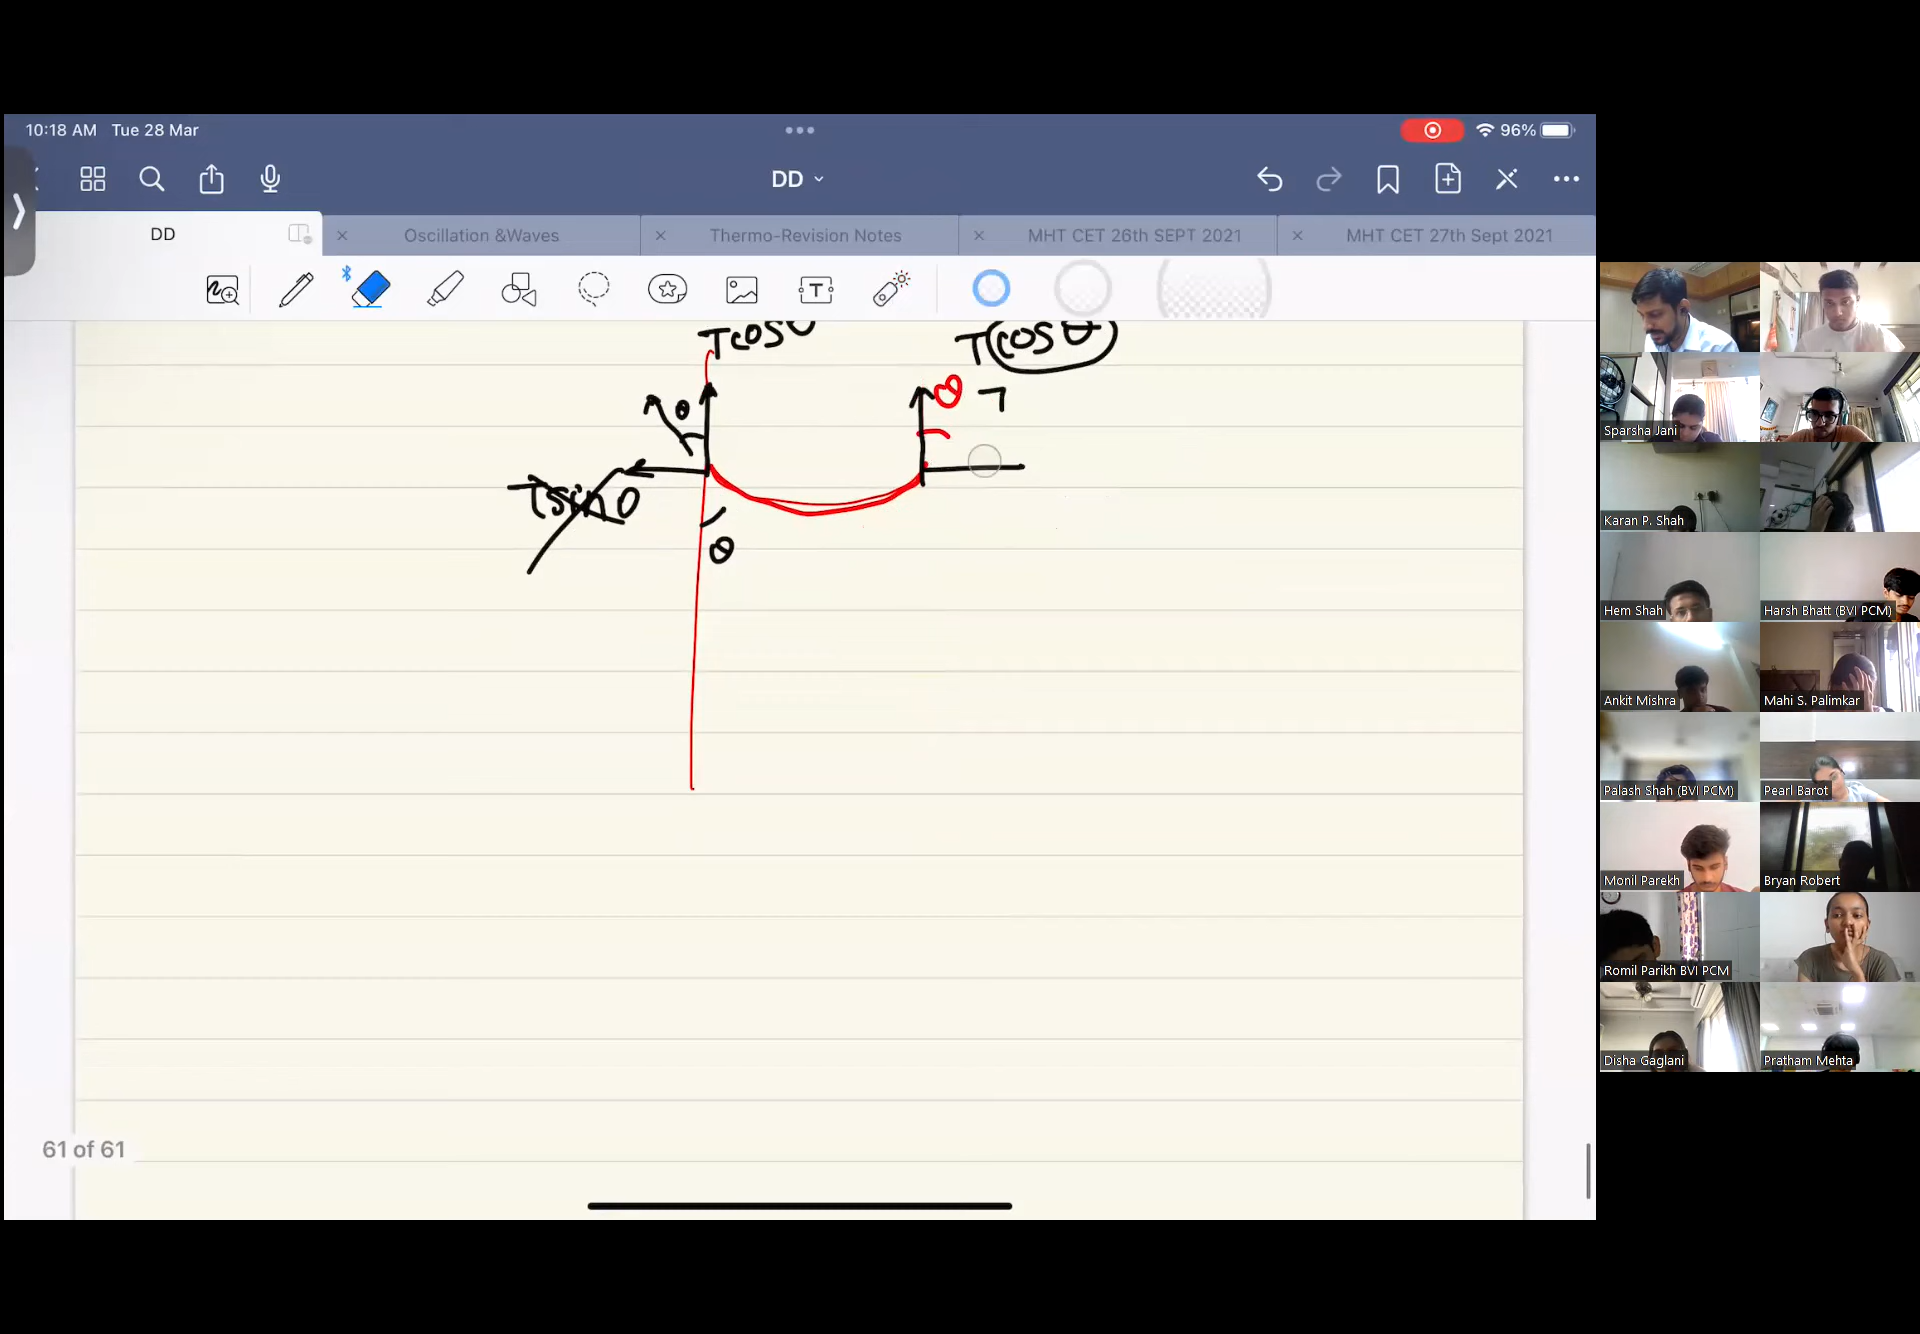 10:18 AM Tue 28 Mar
96%
DD
DD
Oscillation &Waves
Thermo-Revision Notes
MHT CET 26th SEPT 2021
MHT CET 27th Sept 2021
T
Tcosθ
Tcosθ
θ
θ
T
Tsinθ
θ
61 of 61
Sparsha Jani
Karan P. Shah
Hem Shah
Harsh Bhatt (BVI PCM)
Ankit Mishra
Mahi S. Palimkar
Palash Shah (BVI PCM)
Pearl Barot
Monil Parekh
Bryan Robert
Romil Parikh BVI PCM
Disha Gaglani
Pratham Mehta